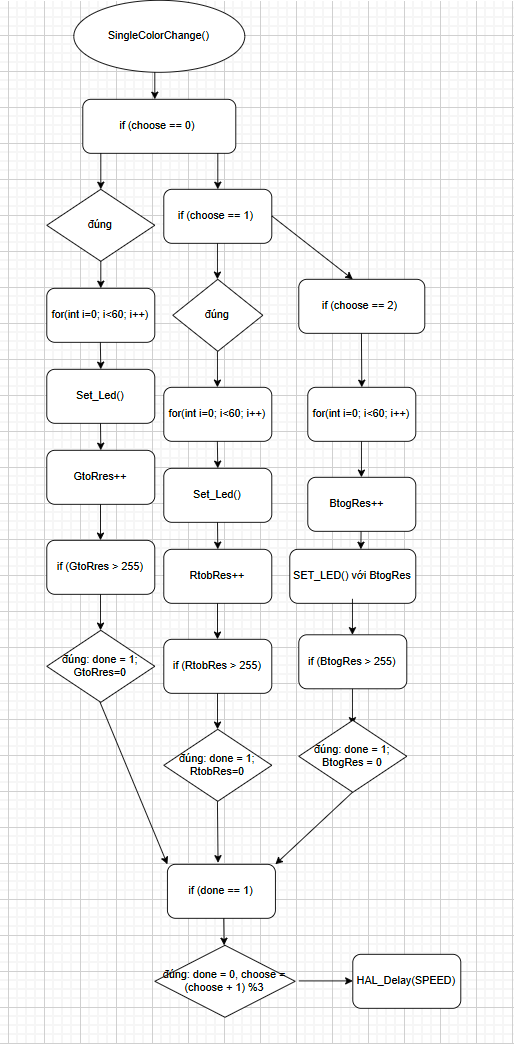 SingleColorChange()
if (choose == 0)
đúng
for(int i=0; i<60; i++)
Set_Led()
GtoRres++
if (GtoRres > 255)
đúng: done = 1;
GtoRres=0
if (choose == 1)
đúng
for(int i=0; i<60; i++)
Set_Led()
RtobRes++
if (RtobRes > 255)
đúng: done = 1;
RtobRes=0
if (choose == 2)
for(int i=0; i<60; i++)
BtogRes++
SET_LED() với BtogRes
if (BtogRes > 255)
đúng: done = 1;
BtogRes = 0
if (done == 1)
đúng: done = 0, choose =
(choose + 1) %3
HAL_Delay(SPEED)